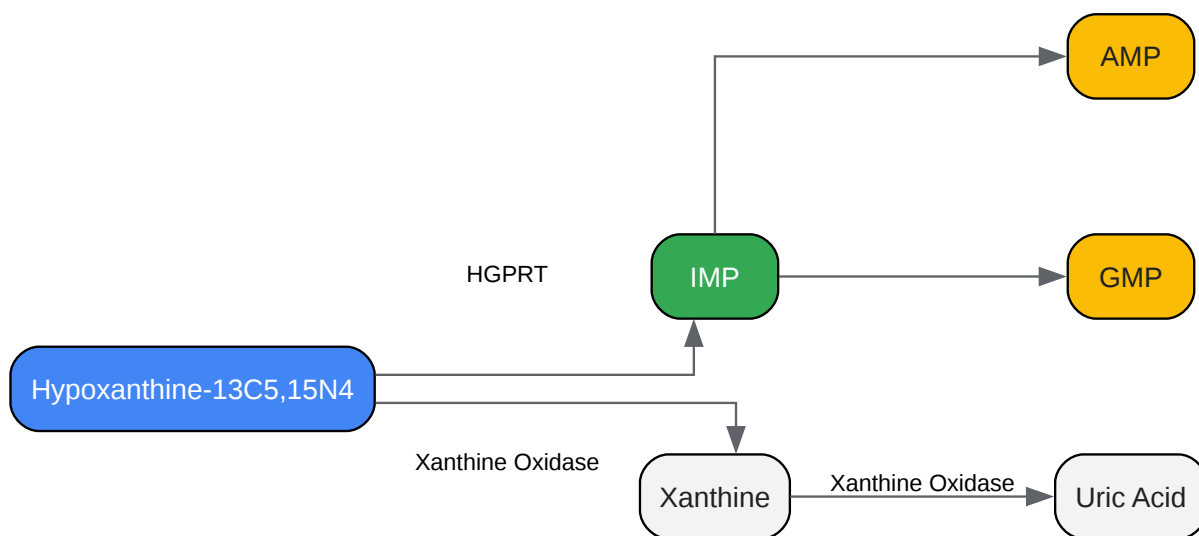 AMP
HGPRT
IMP
GMP
Hypoxanthine-13C5,15N4
Xanthine Oxidase
Xanthine
Xanthine Oxidase
Uric Acid